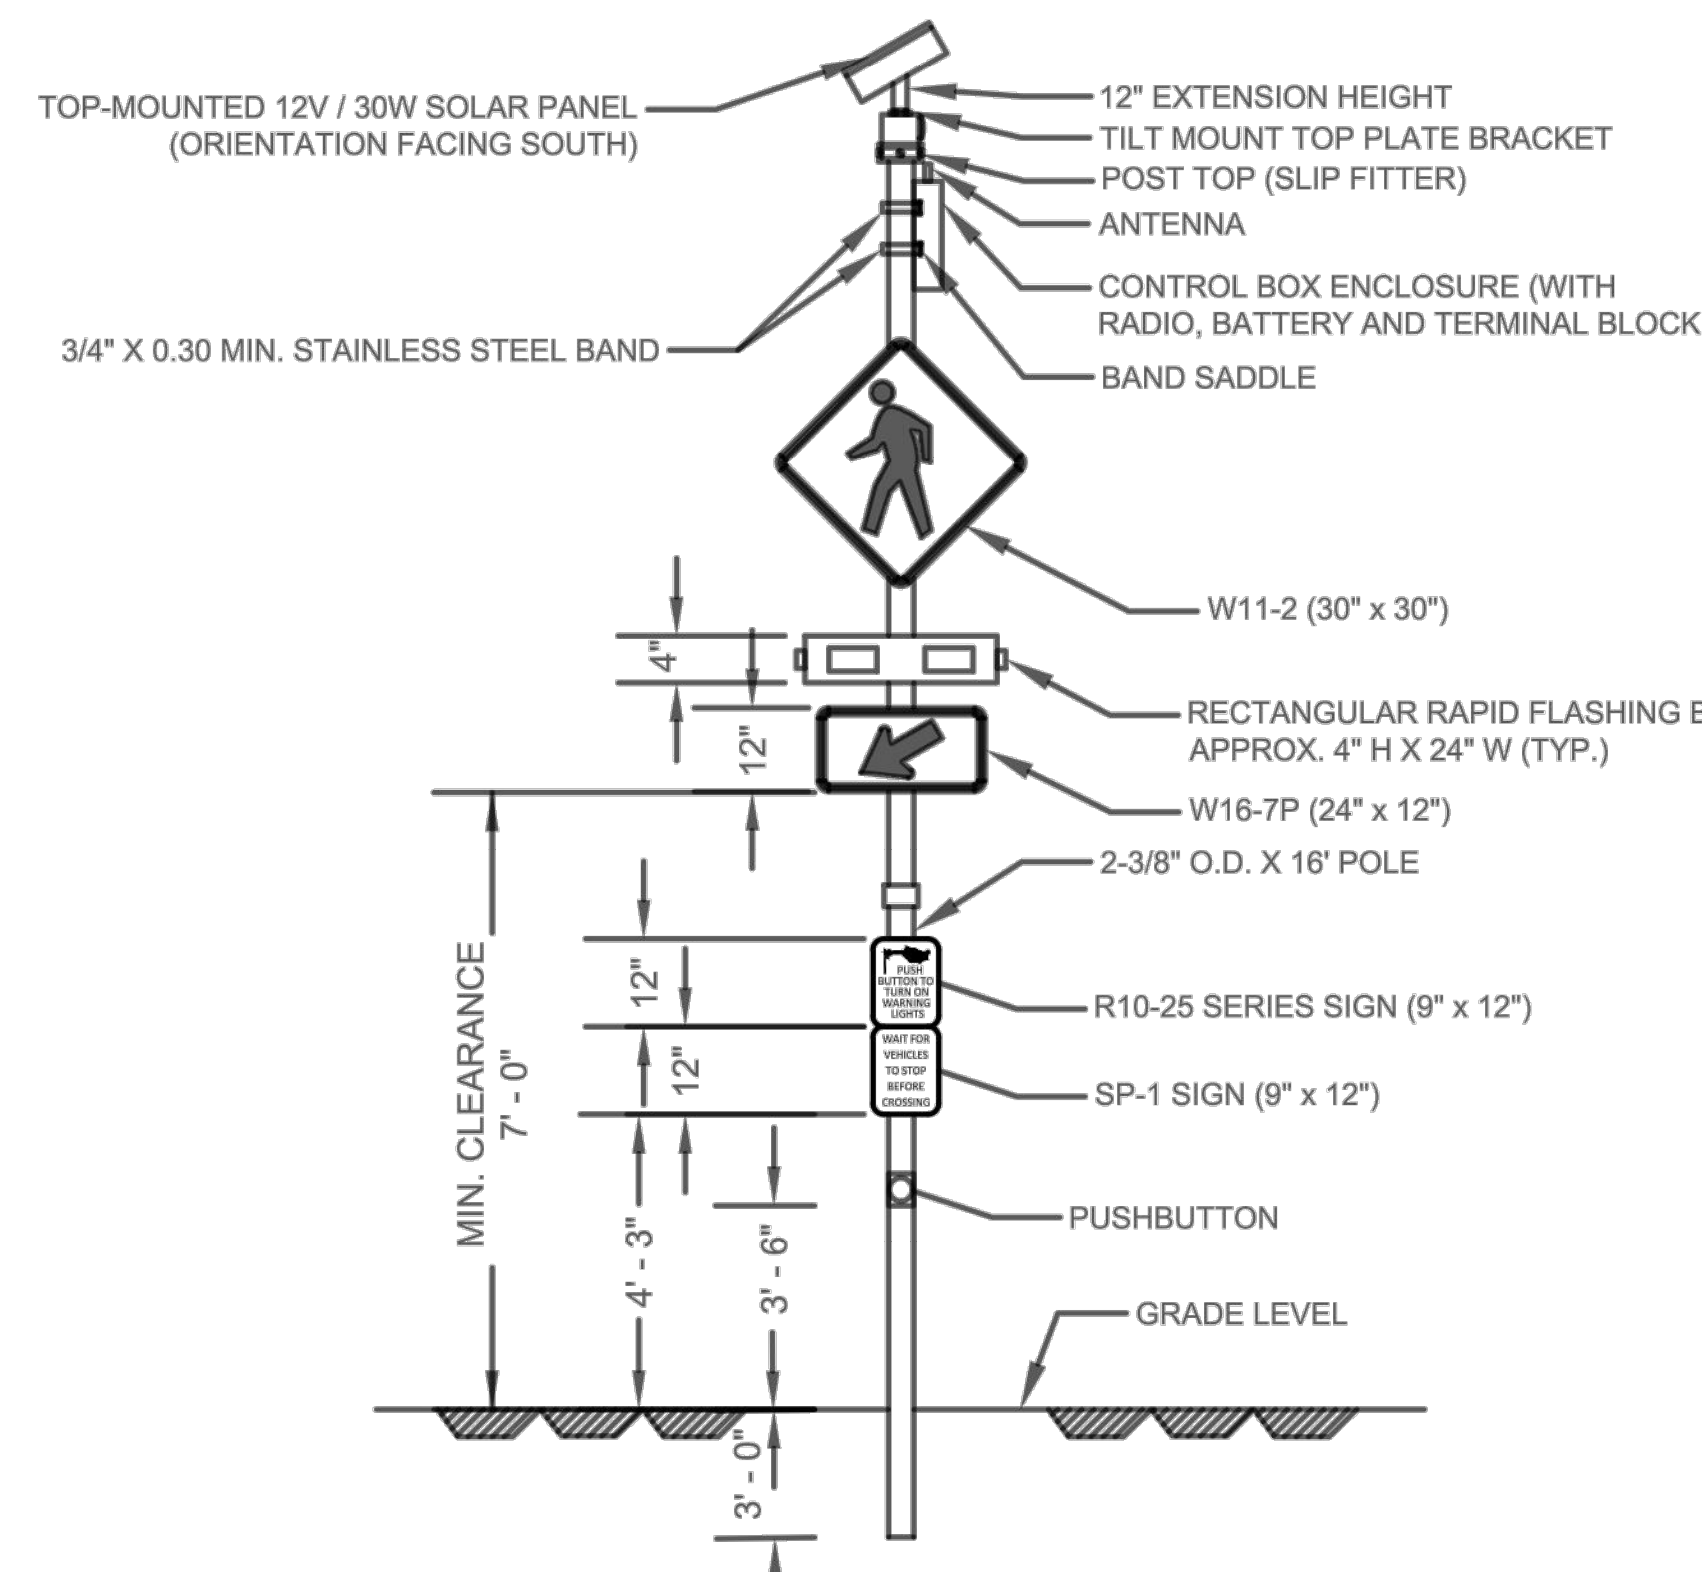 TOP-MOUNTED 12V / 30W SOLAR PANEL
(ORIENTATION FACING SOUTH)
12" EXTENSION HEIGHT
TILT MOUNT TOP PLATE BRACKET
POST TOP (SLIP FITTER)
ANTENNA
CONTROL BOX ENCLOSURE (WITH
RADIO, BATTERY AND TERMINAL BLOCK
3/4" X 0.30 MIN. STAINLESS STEEL BAND
BAND SADDLE
W11-2 (30" x 30")
4"
RECTANGULAR RAPID FLASHING
APPROX. 4" H X 24" W (TYP.)
12"
W16-7P (24" x 12")
2-3/8" O.D. X 16' POLE
MIN. CLEARANCE
7' - 0"
12"
PUSH
BUTTON TO
TURN ON
WARNING
LIGHTS
R10-25 SERIES SIGN (9" x 12")
12"
WAIT FOR
VEHICLES
TO STOP
BEFORE
CROSSING
SP-1 SIGN (9" x 12")
4' - 3"
3' - 6"
PUSHBUTTON
GRADE LEVEL
3' - 0"